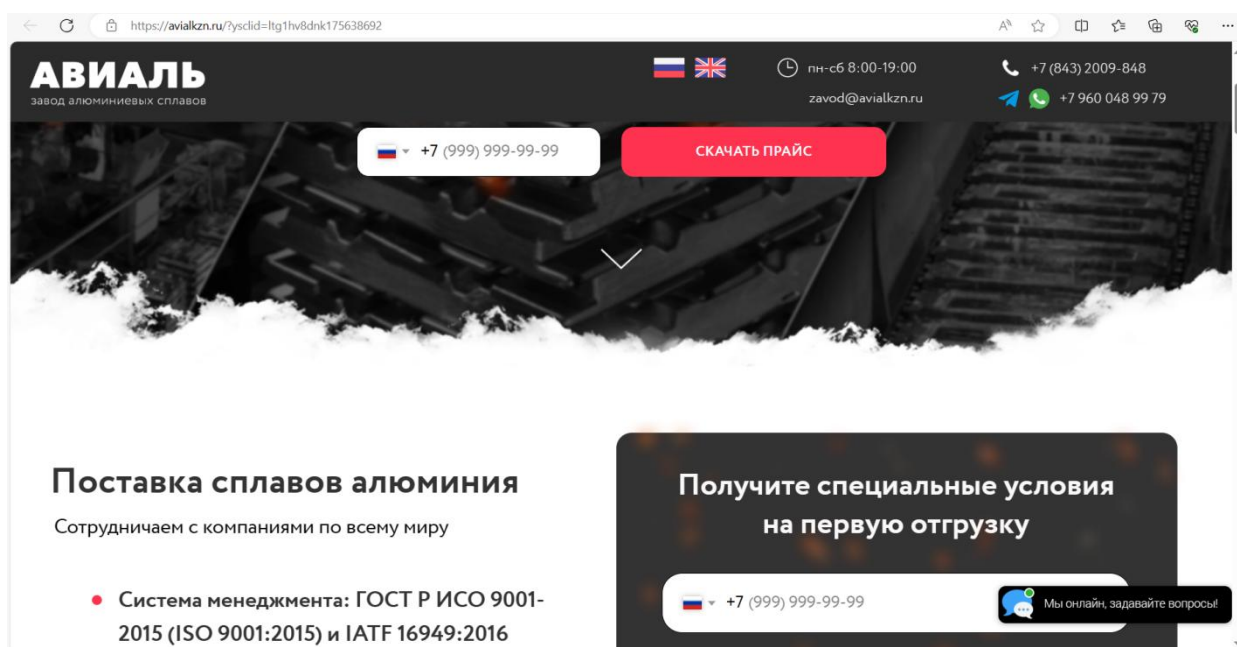 https://avialkzn.ru/?ysclid=ltg1hv8dnk175638692
АВИАЛЬ
завод алюминиевых сплавов
пн-сб 8:00-19:00
zavod@avialkzn.ru
+7 (843) 2009-848
+7 960 048 99 79
+7 (999) 999-99-99
СКАЧАТЬ ПРАЙС
Поставка сплавов алюминия
Сотрудничаем с компаниями по всему миру
Система менеджмента: ГОСТ Р ИСО 9001-
2015 (ISO 9001:2015) и IATF 16949:2016
Получите специальные условия
на первую отгрузку
+7 (999) 999-99-99
Мы онлайн, задавайте вопросы!